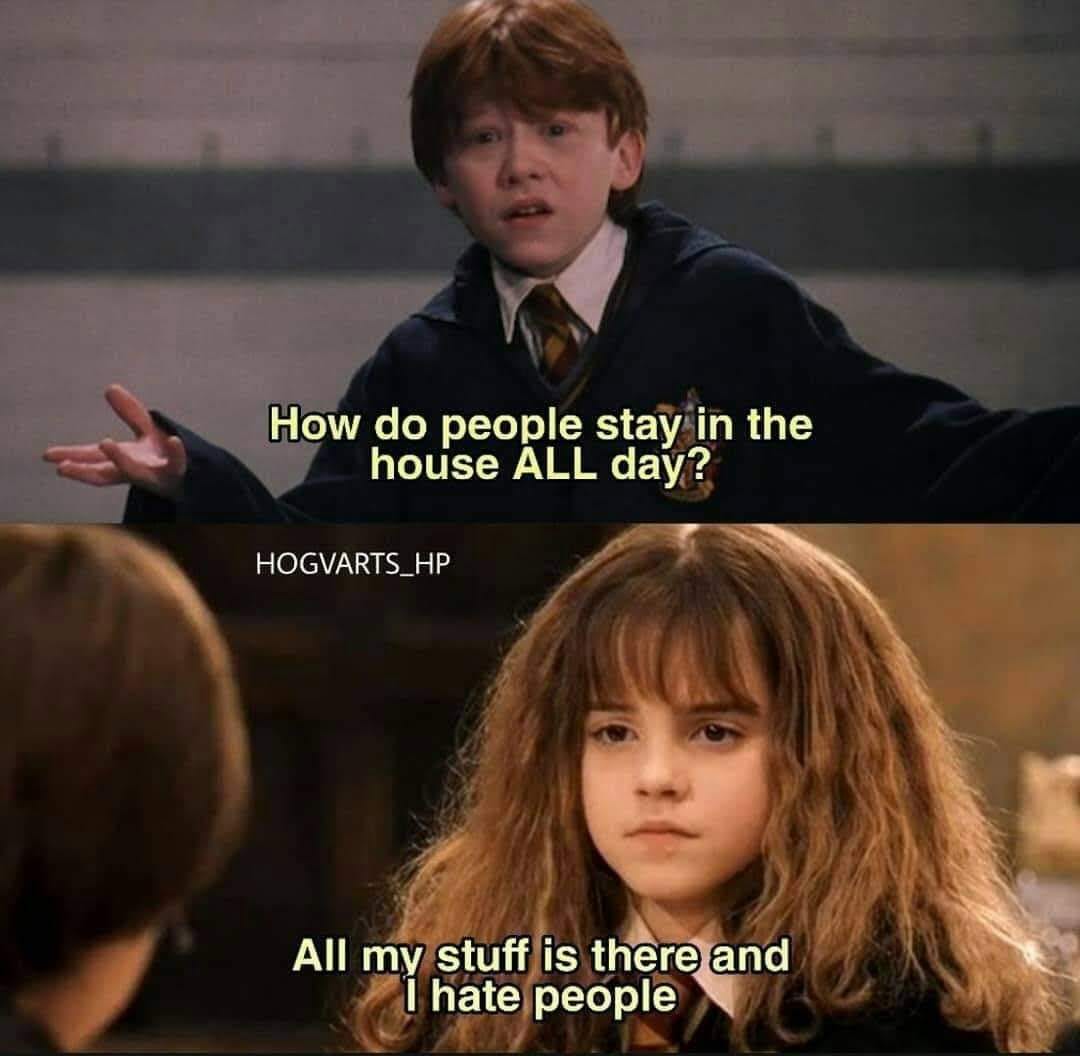 How do people stay in the
house ALL day?
HOGVARTS_HP
All my stuff is there and
I hate people